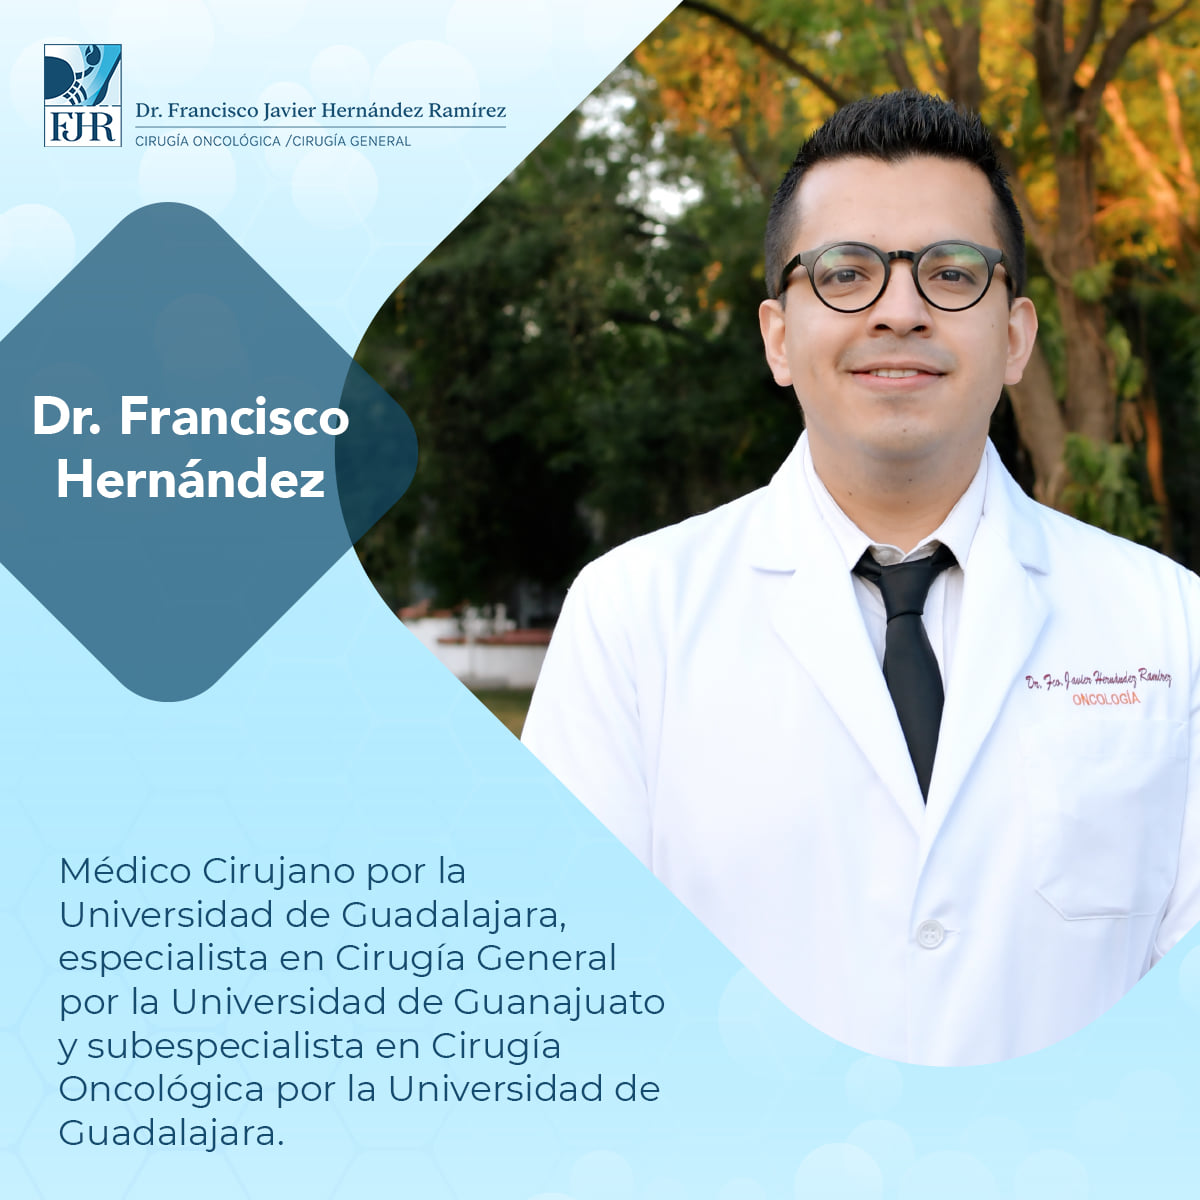 FJR
Dr. Francisco Javier Hernández Ramírez
CIRUGÍA ONCOLÓGICA /CIRUGÍA GENERAL
Dr. Francisco
Hernández
Dr. Fco. Javier Hernández Ramírez
ONCOLOGÍA
Médico Cirujano por la
Universidad de Guadalajara,
especialista en Cirugía General
por la Universidad de Guanajuato
y subespecialista en Cirugía
Oncológica por la Universidad de
Guadalajara.